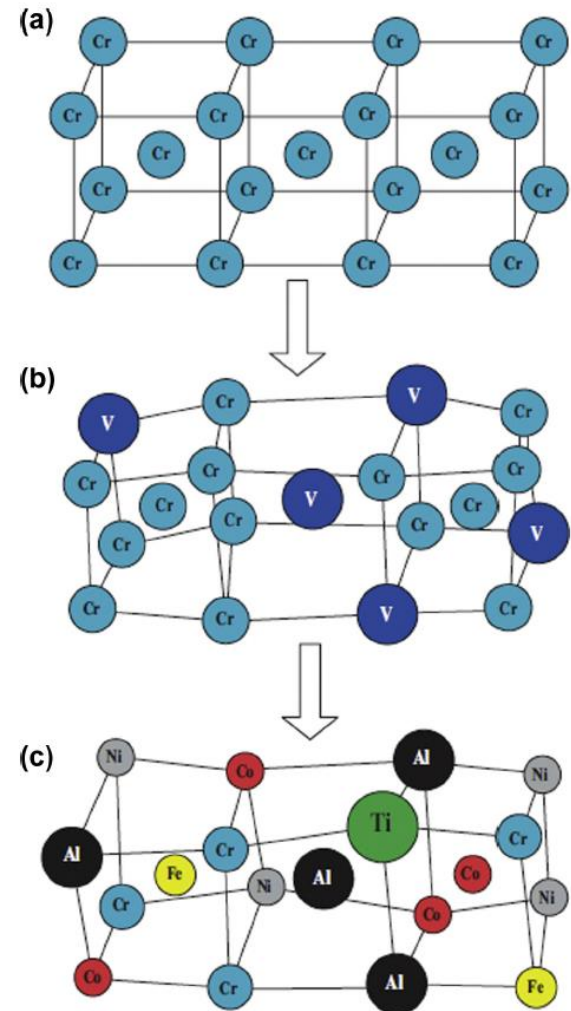 (a)
Cr Cr Cr Cr
Cr Cr Cr Cr
Cr Cr Cr
Cr Cr Cr Cr
Cr Cr Cr Cr
(b)
V Cr V Cr
Cr Cr Cr Cr
Cr V Cr
Cr Cr Cr V
Cr Cr V Cr
(c)
Ni Co Al Ni
Al Cr Ti Cr
Fe Al Co
Cr Ni Co Ni
Co Cr Al Fe